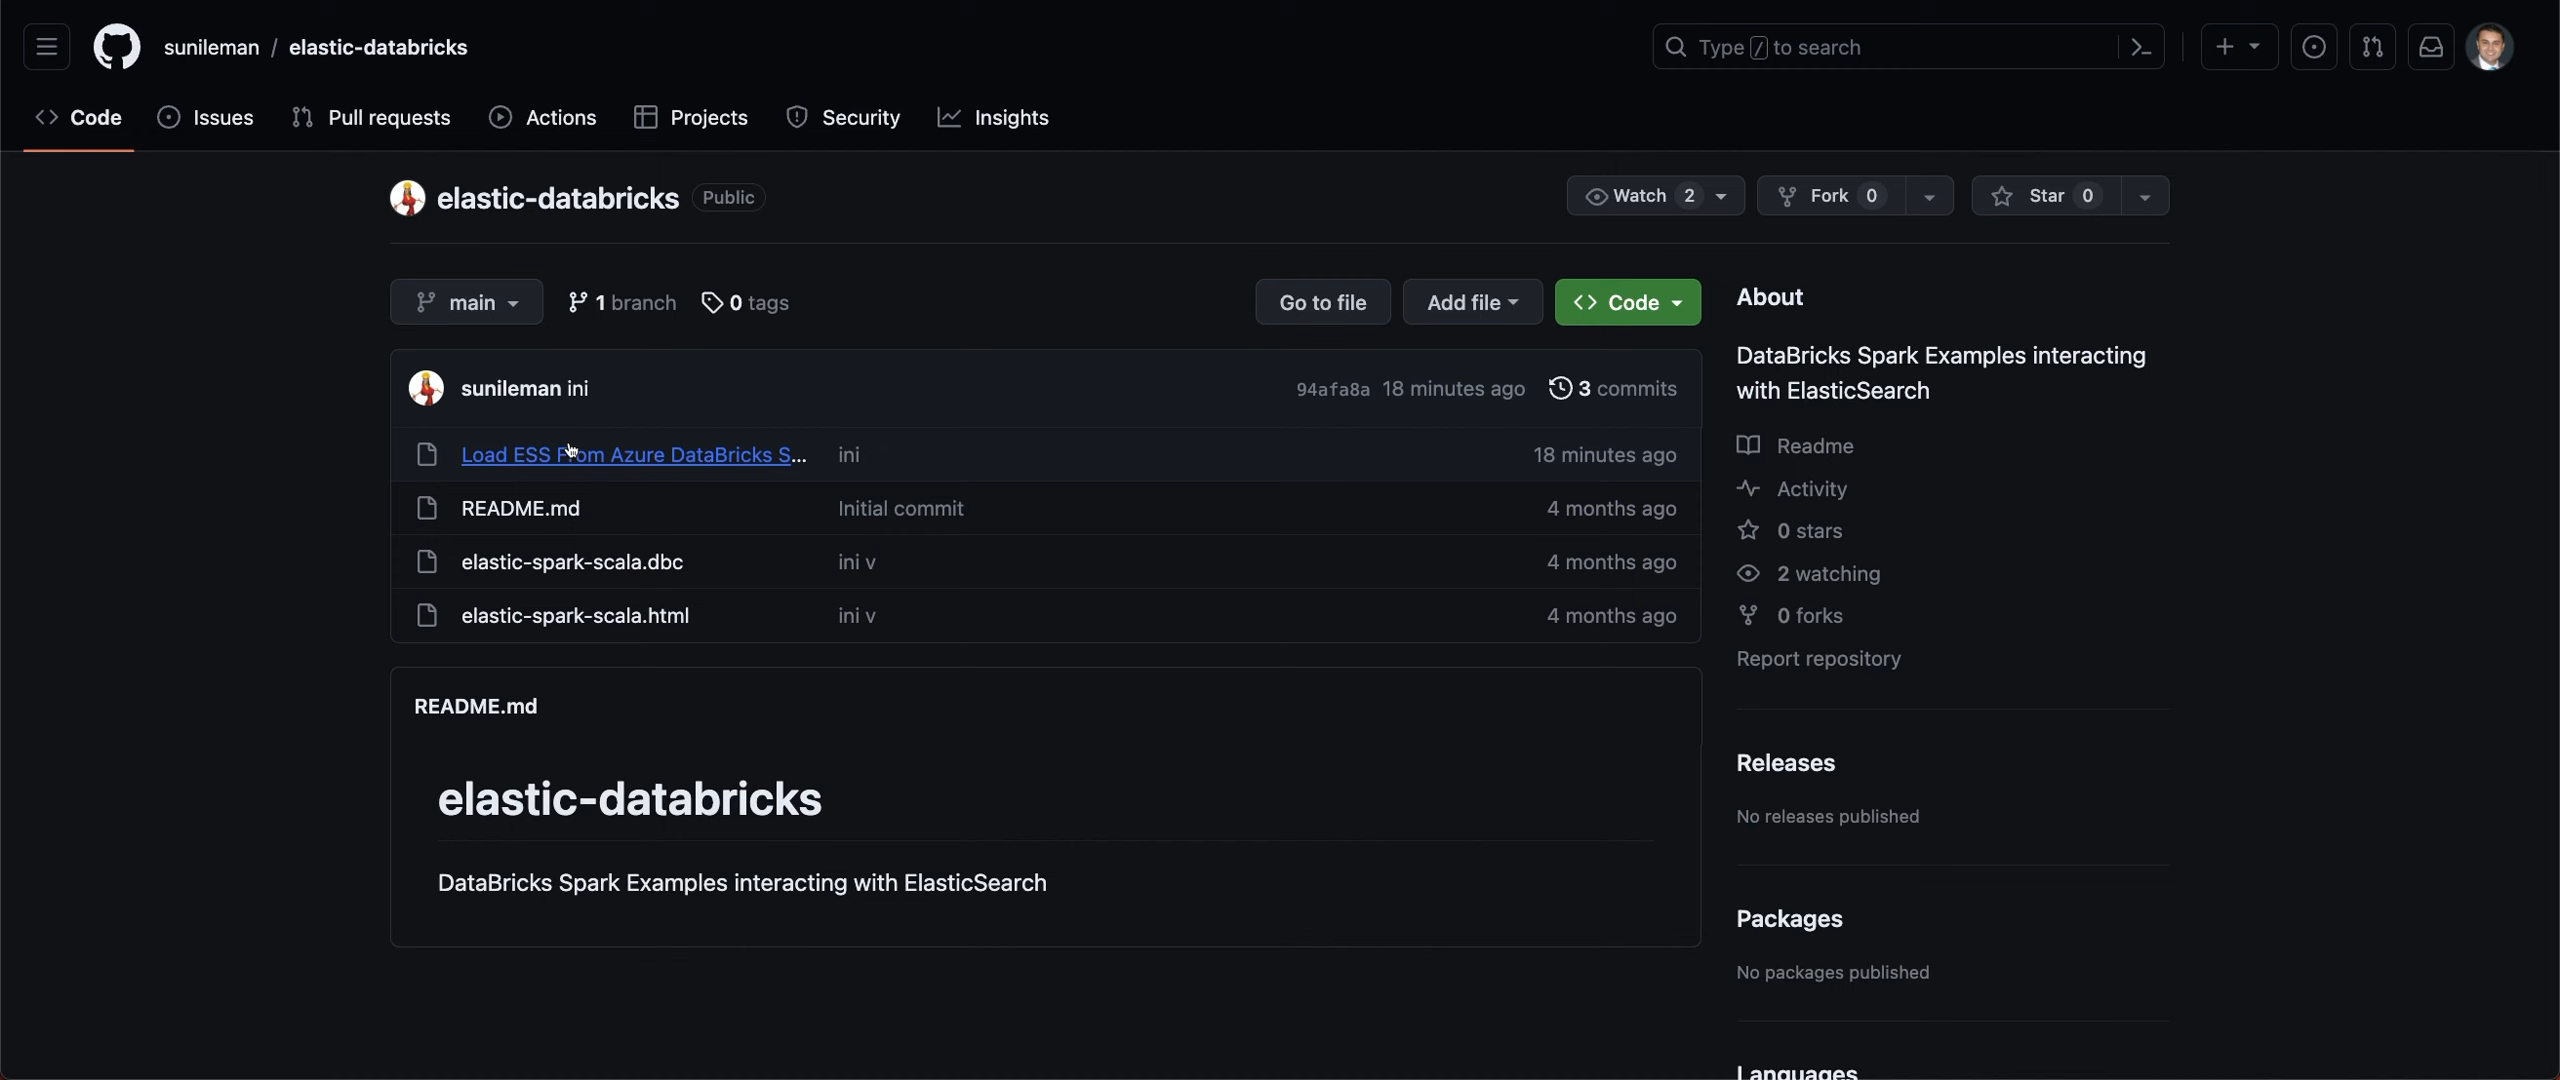 sunileman / elastic-databricks
Type / to search
Code Issues Pull requests Actions Projects Security Insights
elastic-databricks Public
Watch 2 Fork 0 Star 0
main 1 branch 0 tags Go to file Add file Code
sunileman ini 94afa8a 18 minutes ago 3 commits
Load ESS From Azure DataBricks S... ini 18 minutes ago
README.md Initial commit 4 months ago
elastic-spark-scala.dbc ini v 4 months ago
elastic-spark-scala.html ini v 4 months ago
README.md
elastic-databricks
DataBricks Spark Examples interacting with ElasticSearch
About
DataBricks Spark Examples interacting
with ElasticSearch
Readme
Activity
0 stars
2 watching
0 forks
Report repository
Releases
No releases published
Packages
No packages published
Languages